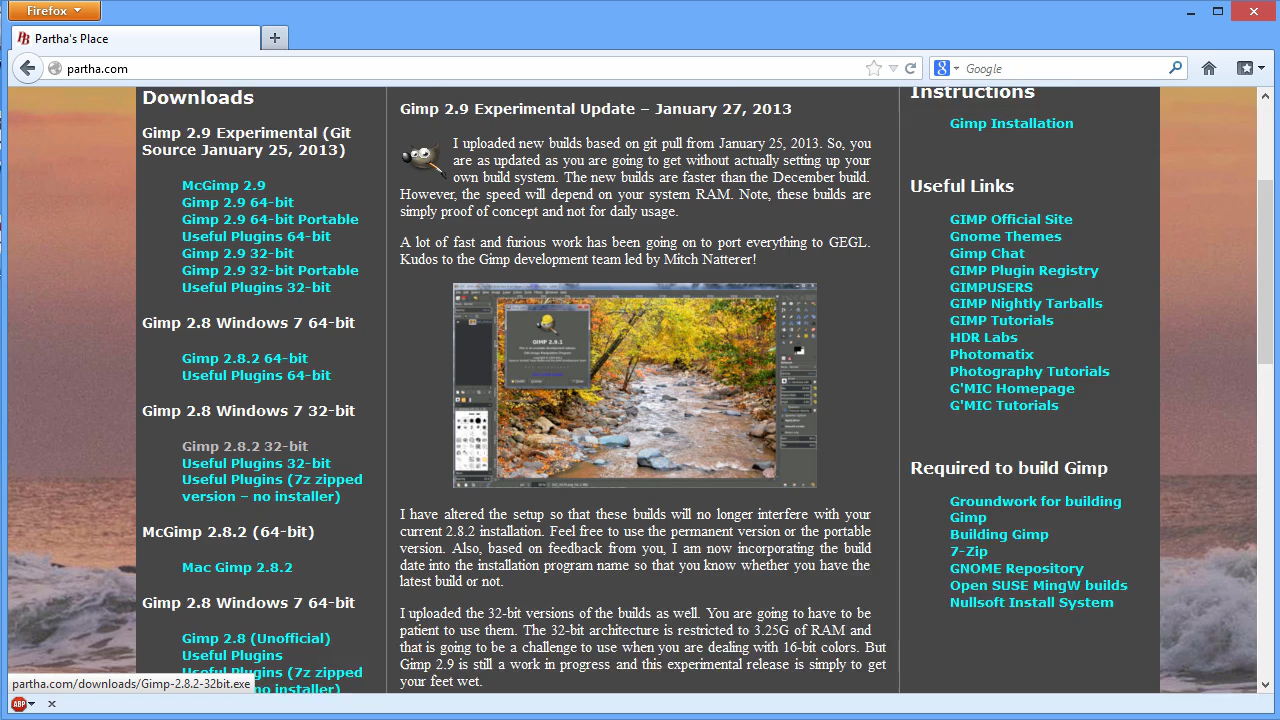 Firefox
Partha's Place
partha.com
Google
Downloads
Gimp 2.9 Experimental (Git
Source January 25, 2013)
McGimp 2.9
Gimp 2.9 64-bit
Gimp 2.9 64-bit Portable
Useful Plugins 64-bit
Gimp 2.9 32-bit
Gimp 2.9 32-bit Portable
Useful Plugins 32-bit
Gimp 2.8 Windows 7 64-bit
Gimp 2.8.2 64-bit
Useful Plugins 64-bit
Gimp 2.8 Windows 7 32-bit
Gimp 2.8.2 32-bit
Useful Plugins 32-bit
Useful Plugins (7z zipped
version – no installer)
McGimp 2.8.2 (64-bit)
Mac Gimp 2.8.2
Gimp 2.8 Windows 7 64-bit
Gimp 2.8 (Unofficial)
Useful Plugins
Useful Plugins (7z zipped
no installer)
Gimp 2.9 Experimental Update – January 27, 2013
I uploaded new builds based on git pull from January 25, 2013. So, you
are as updated as you are going to get without actually setting up your
own build system. The new builds are faster than the December build.
However, the speed will depend on your system RAM. Note, these builds are
simply proof of concept and not for daily usage.
A lot of fast and furious work has been going on to port everything to GEGL.
Kudos to the Gimp development team led by Mitch Natterer!
GIMP 2.9.1
I have altered the setup so that these builds will no longer interfere with your
current 2.8.2 installation. Feel free to use the permanent version or the portable
version. Also, based on feedback from you, I am now incorporating the build
date into the installation program name so that you know whether you have the
latest build or not.
I uploaded the 32-bit versions of the builds as well. You are going to have to be
patient to use them. The 32-bit architecture is restricted to 3.25G of RAM and
that is going to be a challenge to use when you are dealing with 16-bit colors. But
Gimp 2.9 is still a work in progress and this experimental release is simply to get
your feet wet.
Instructions
Gimp Installation
Useful Links
GIMP Official Site
Gnome Themes
Gimp Chat
GIMP Plugin Registry
GIMPUSERS
GIMP Nightly Tarballs
GIMP Tutorials
HDR Labs
Photomatix
Photography Tutorials
G'MIC Homepage
G'MIC Tutorials
Required to build Gimp
Groundwork for building
Gimp
Building Gimp
7-Zip
GNOME Repository
Open SUSE MingW builds
Nullsoft Install System
partha.com/downloads/Gimp-2.8.2-32bit.exe
ABP